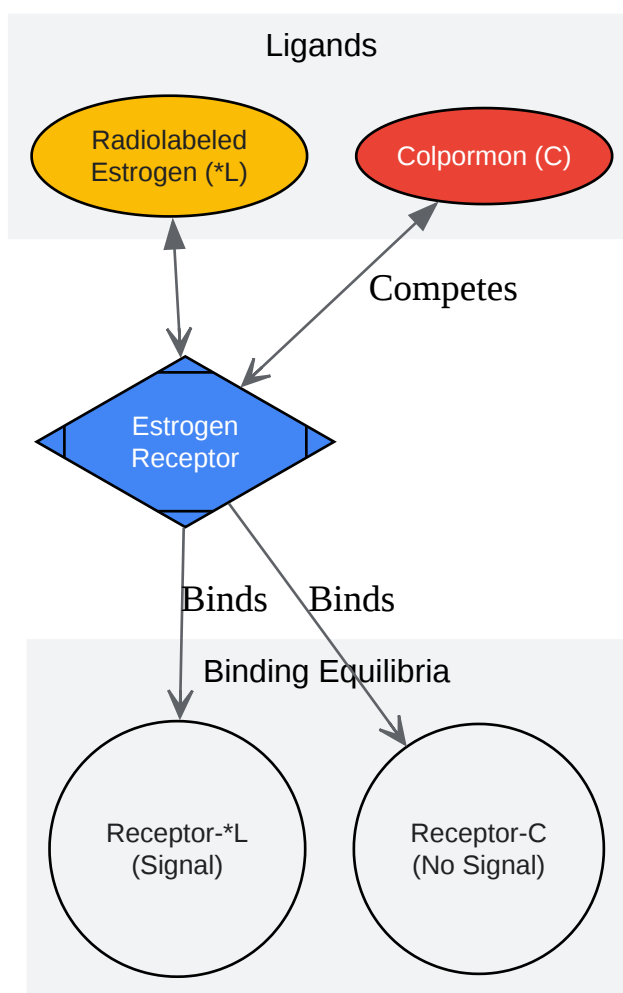 Ligands
Radiolabeled
Estrogen (*L)
Colpormon (C)
Competes
Estrogen
Receptor
Binds
Binds
Binding Equilibria
Receptor-*L
(Signal)
Receptor-C
(No Signal)